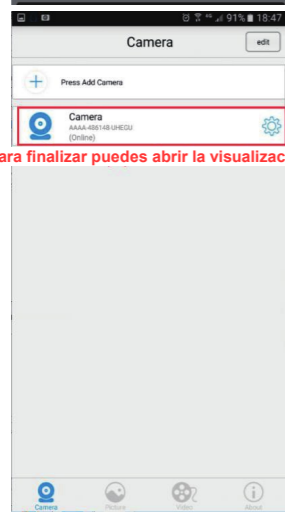 91% 18:47
Camera
edit
Press Add Camera
Camera
AAAA-486148-UHEGU
(Online)
ara finalizar puedes abrir la visualizac
Camera
Picture
Video
About